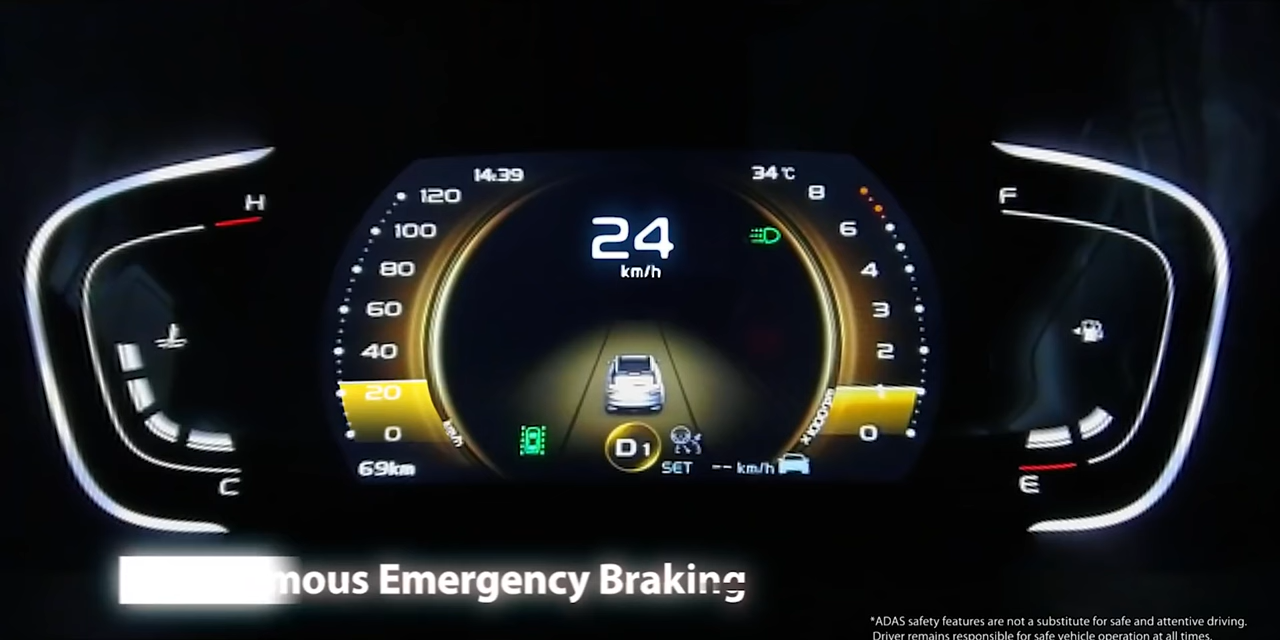 14:39
34°C
H
120
100
80
60
40
20
0
km/h
69km
C
24
km/h
D1
SET
-- km/h
8
6
4
3
2
1
0
x1000rpm
F
E
mous Emergency Braking
*ADAS safety features are not a substitute for safe and attentive driving.
Driver remains responsible for safe vehicle operation at all times.